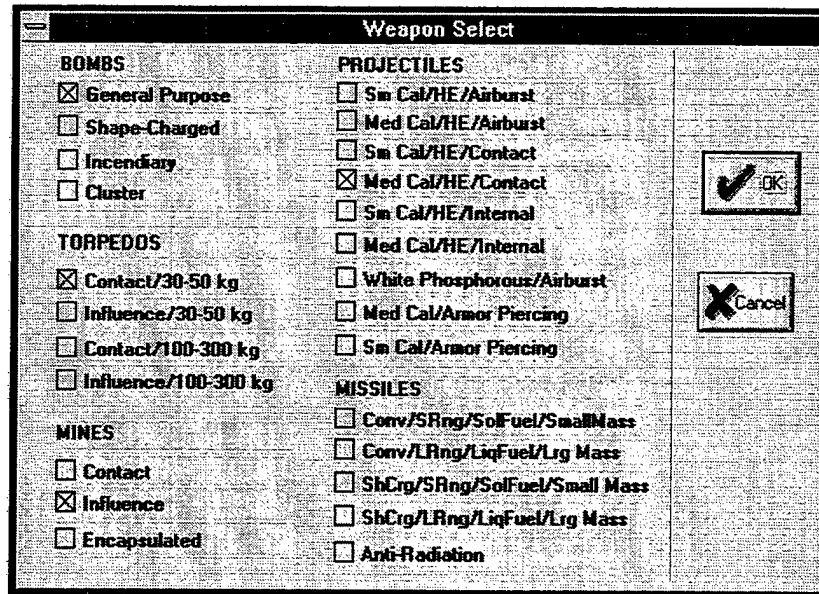 Weapon Select
BOMBS
General Purpose
Shape-Charged
Incendiary
Cluster
TORPEDOS
Contact/30-50 kg
Influence/30-50 kg
Contact/100-300 kg
Influence/100-300 kg
MINES
Contact
Influence
Encapsulated
PROJECTILES
Sm Cal/HE/Airburst
Med Cal/HE/Airburst
Sm Cal/HE/Contact
Med Cal/HE/Contact
Sm Cal/HE/Internal
Med Cal/HE/Internal
White Phosphorous/Airburst
Med Cal/Armor Piercing
Sm Cal/Armor Piercing
MISSILES
Conv/SRng/SolFuel/SmallMass
Conv/LRng/LiqFuel/Lrg Mass
ShCrg/SRng/SolFuel/Small Mass
ShCrg/LRng/LiqFuel/Lrg Mass
Anti-Radiation
OK
Cancel